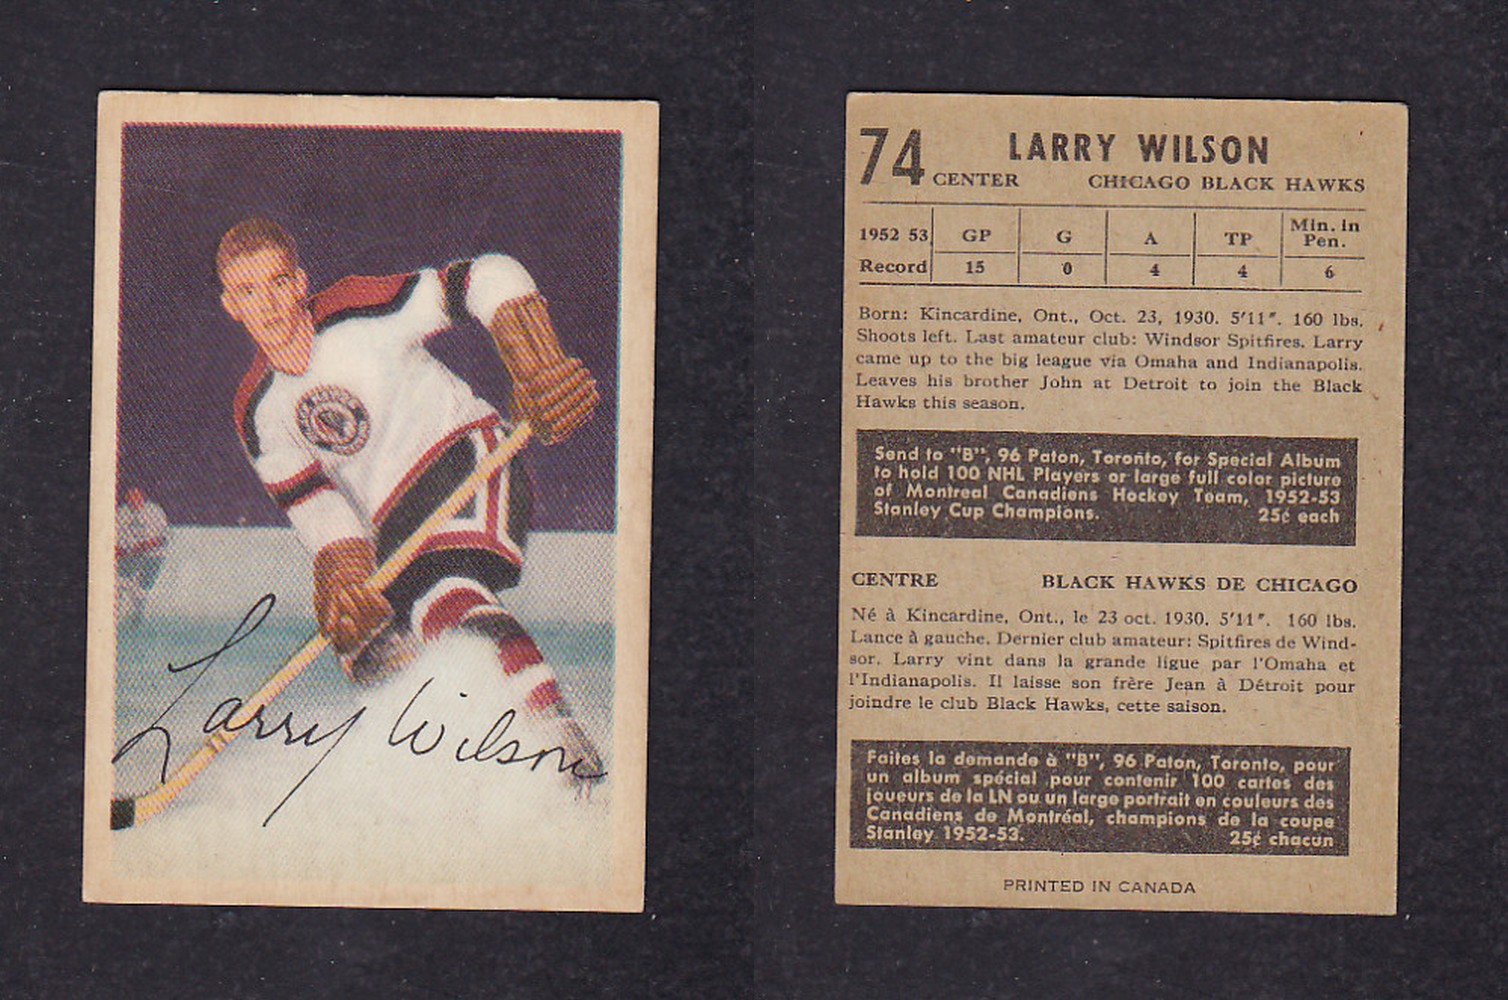 Larry Wilson
74 LARRY WILSON
CENTER CHICAGO BLACK HAWKS
1952 53 GP G A TP Min. in Pen.
Record 15 0 4 4 6
Born: Kincardine, Ont., Oct. 23, 1930. 5'11". 160 lbs.
Shoots left. Last amateur club: Windsor Spitfires. Larry
came up to the big league via Omaha and Indianapolis.
Leaves his brother John at Detroit to join the Black
Hawks this season.
Send to "B", 96 Paton, Toronto, for Special Album
to hold 100 NHL Players or large full color picture
of Montreal Canadiens Hockey Team, 1952-53
Stanley Cup Champions. 25¢ each
CENTRE BLACK HAWKS DE CHICAGO
Né à Kincardine, Ont., le 23 oct. 1930. 5'11". 160 lbs.
Lance à gauche. Dernier club amateur: Spitfires de Wind-
sor. Larry vint dans la grande ligue par l'Omaha et
l'Indianapolis. Il laisse son frère Jean à Détroit pour
joindre le club Black Hawks, cette saison.
Faites la demande à "B", 96 Paton, Toronto, pour
un album spécial pour contenir 100 cartes des
joueurs de la LN ou un large portrait en couleurs des
Canadiens de Montréal, champions de la coupe
Stanley 1952-53. 25¢ chacun
PRINTED IN CANADA